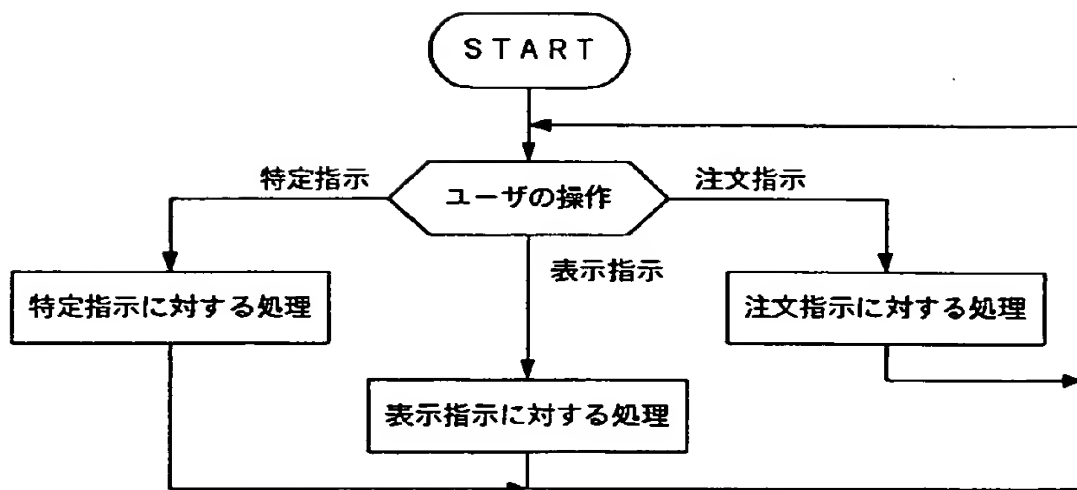 START
特定指示
ユーザの操作
注文指示
表示指示
特定指示に対する処理
注文指示に対する処理
表示指示に対する処理